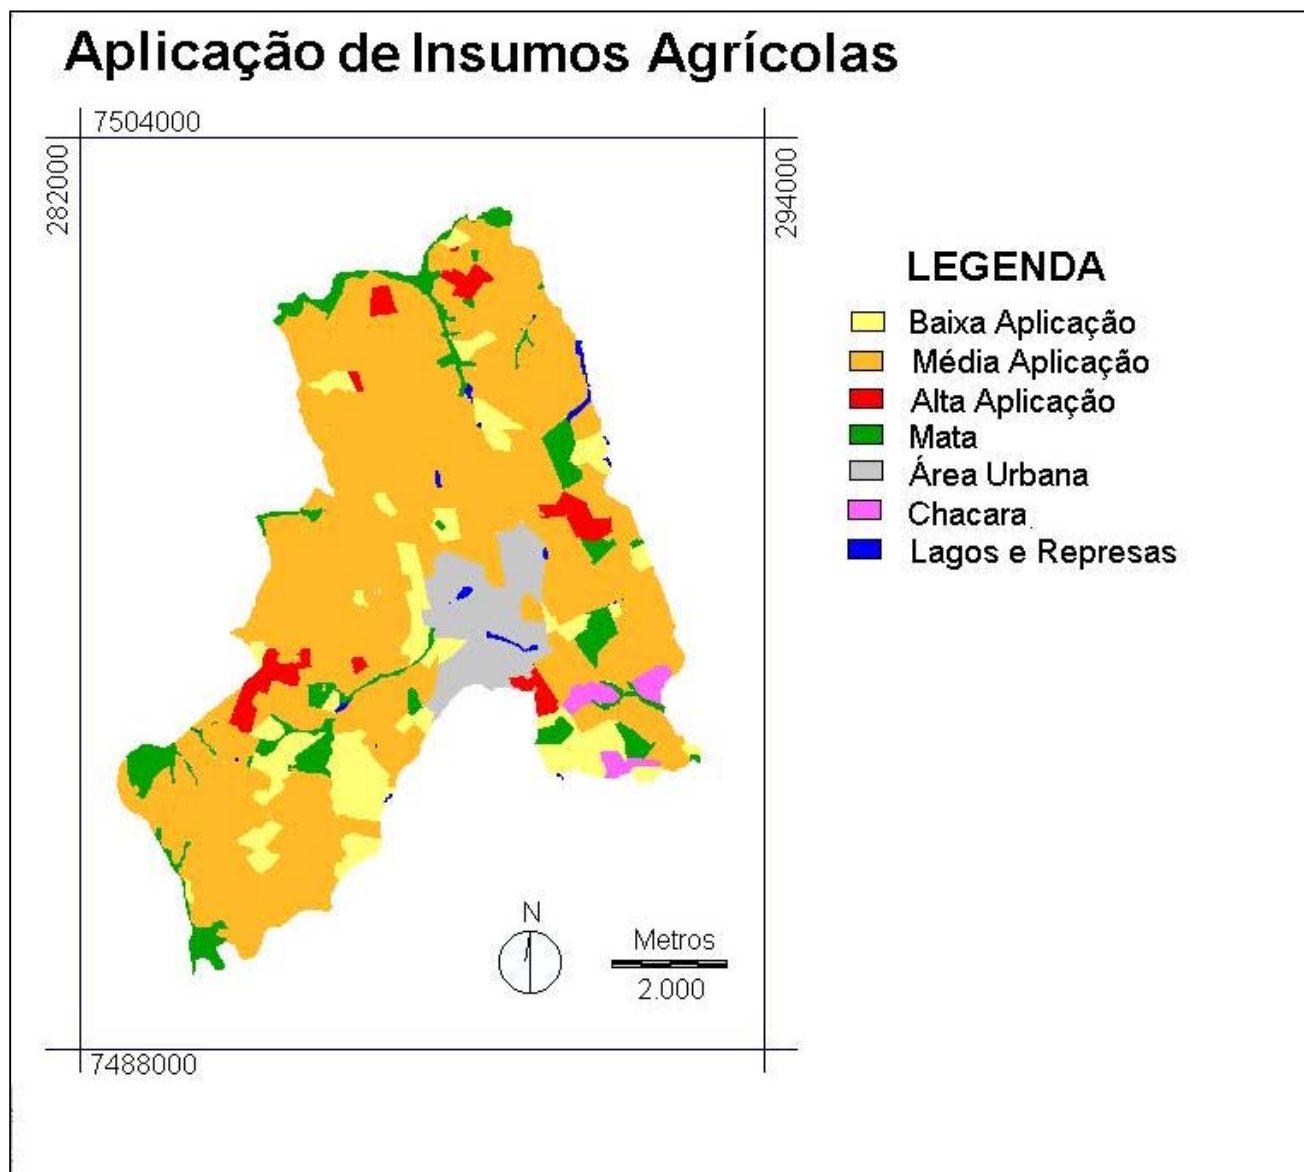 Aplicação de Insumos Agrícolas
7504000
282000
294000
LEGENDA
Baixa Aplicação
Média Aplicação
Alta Aplicação
Mata
Área Urbana
Chacara
Lagos e Represas
N
Metros
2.000
7488000